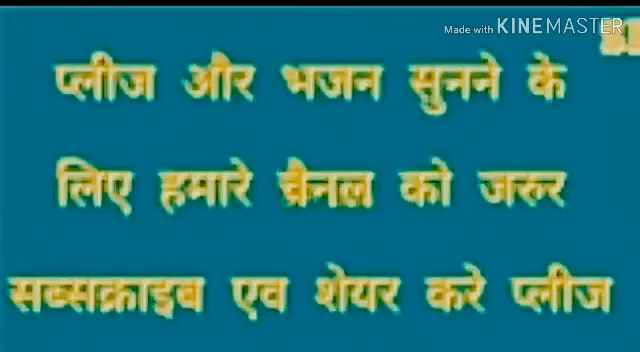 Made with KINEMASTER
प्लीज और भजन सुनने के
लिए हमारे चैनल को जरुर
सब्सक्राइब एव शेयर करे प्लीज